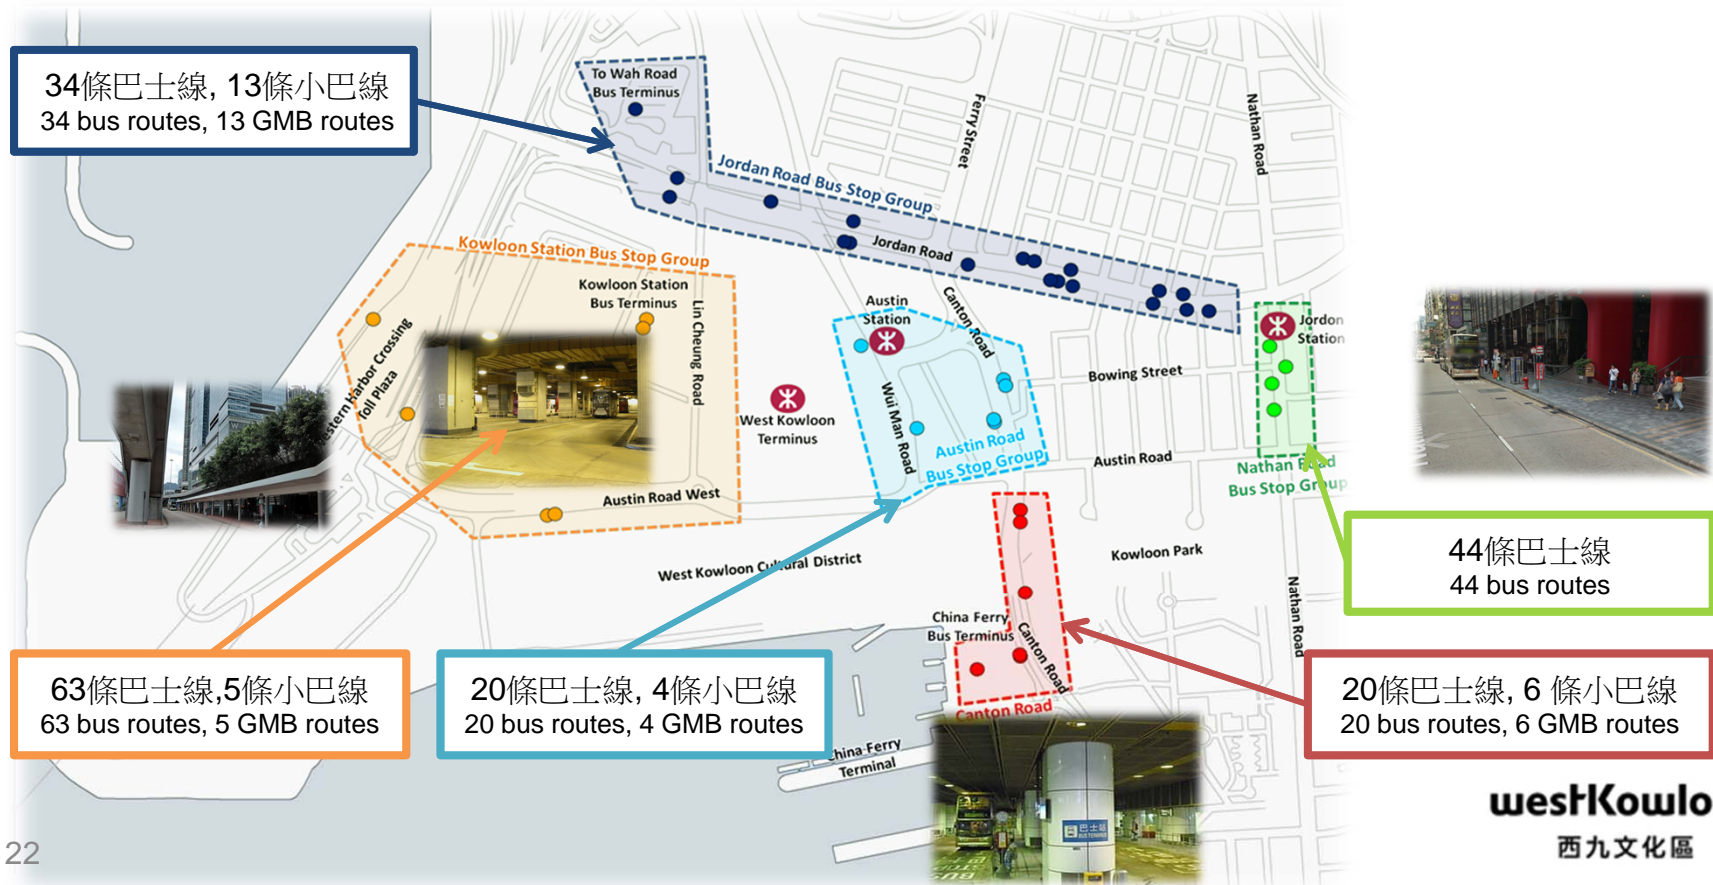 34條巴士線, 13條小巴線
34 bus routes, 13 GMB routes
To Wah Road
Bus Terminus
Ferry Street
Nathan Road
Jordan Road Bus Stop Group
Jordan Road
Kowloon Station Bus Stop Group
Kowloon Station
Bus Terminus
Lin Cheung Road
Harbor Crossing
Toll Plaza
Austin
Station
Canton Road
Jordon
Station
Bowing Street
West Kowloon
Terminus
Wui Man Road
Austin Road
Bus Stop Group
Austin Road
Nathan Road
Bus Stop Group
Austin Road West
West Kowloon Cultural District
Kowloon Park
44條巴士線
44 bus routes
Nathan Road
China Ferry
Bus Terminus
Canton Road
Canton Road
63條巴士線,5條小巴線
63 bus routes, 5 GMB routes
20條巴士線, 4條小巴線
20 bus routes, 4 GMB routes
20條巴士線, 6 條小巴線
20 bus routes, 6 GMB routes
China Ferry
Terminal
巴士站
westKowlo
西九文化區
22